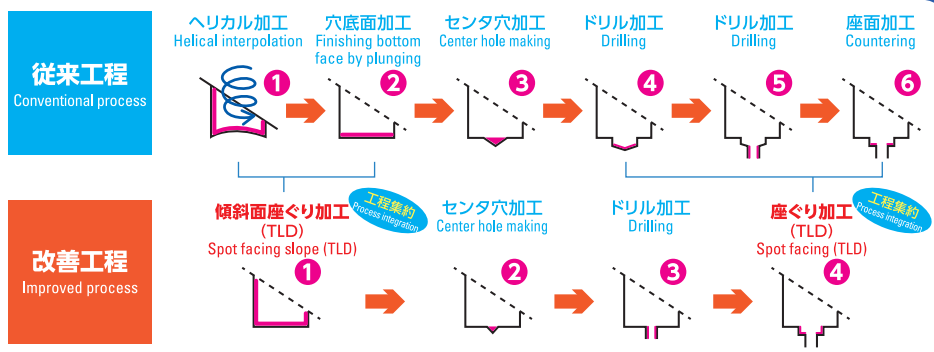 従来工程
Conventional process
ヘリカル加工
Helical interpolation
1
穴底面加工
Finishing bottom
face by plunging
2
センタ穴加工
Center hole making
3
ドリル加工
Drilling
4
ドリル加工
Drilling
5
座面加工
Countering
6
改善工程
Improved process
傾斜面座ぐり加工
(TLD)
Spot facing slope (TLD)
工程集約
Process integration
1
センタ穴加工
Center hole making
2
ドリル加工
Drilling
3
座ぐり加工
(TLD)
Spot facing (TLD)
工程集約
Process integration
4